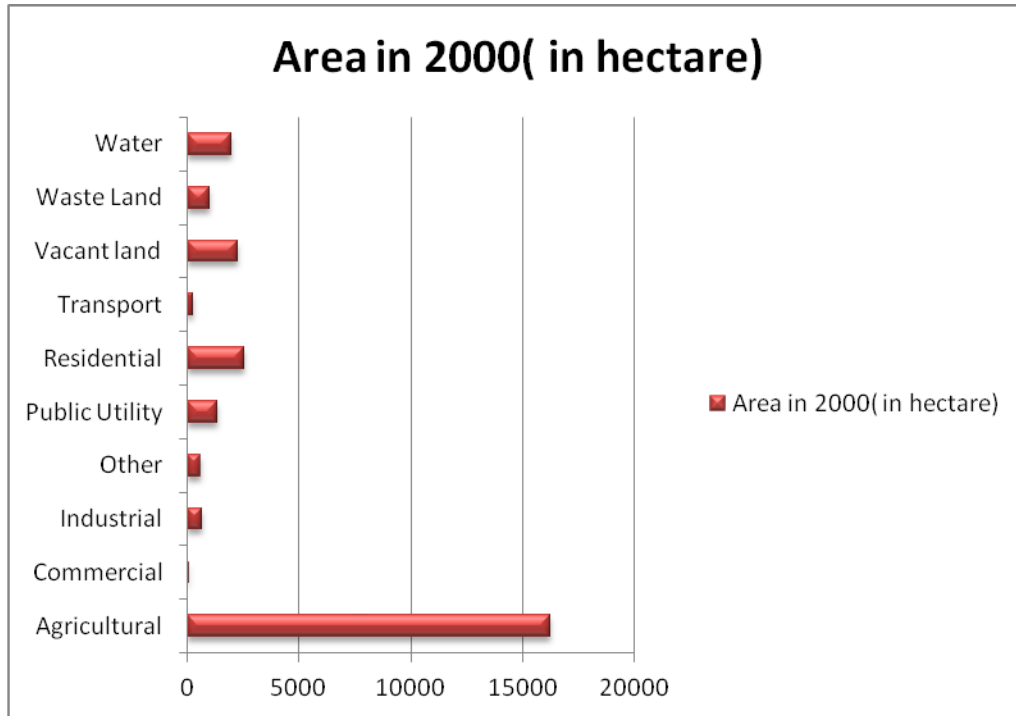 Area in 2000( in hectare)
Water
Waste Land
Vacant land
Transport
Residential
Public Utility
Other
Industrial
Commercial
Agricultural
0 5000 10000 15000 20000
Area in 2000( in hectare)